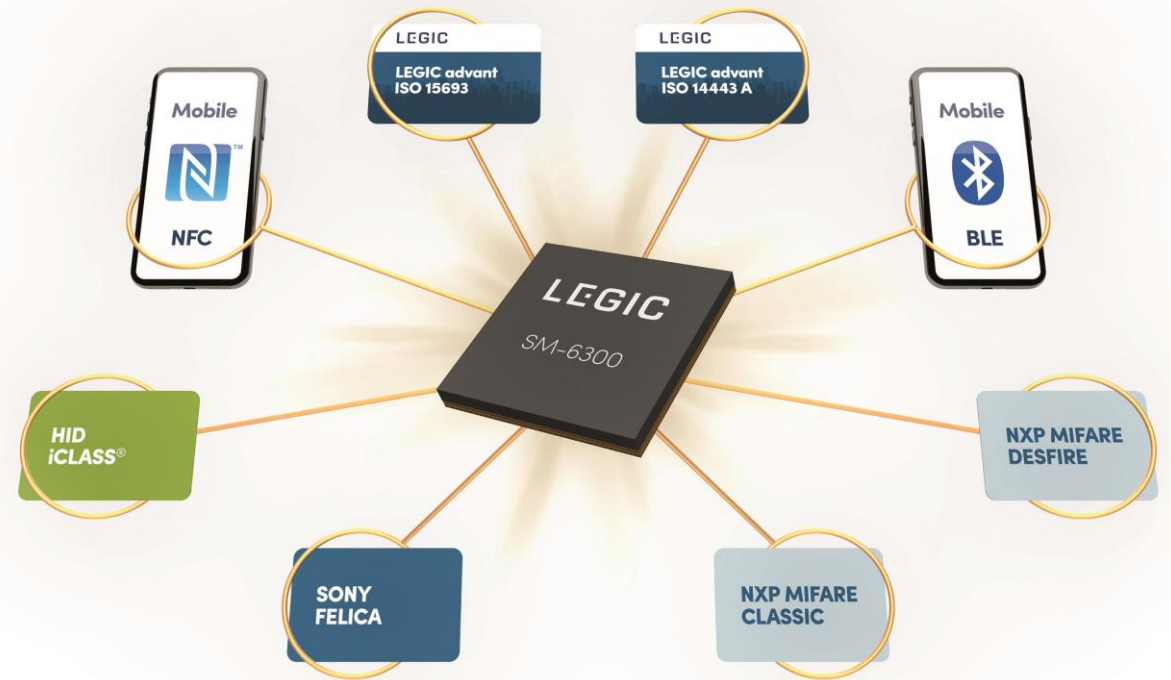 LEGIC
LEGIC advant
ISO 15693
LEGIC
LEGIC advant
ISO 14443 A
Mobile
N™
NFC
Mobile
BLE
LEGIC
SM-6300
HID
iCLASS®
NXP MIFARE
DESFIRE
SONY
FELICA
NXP MIFARE
CLASSIC